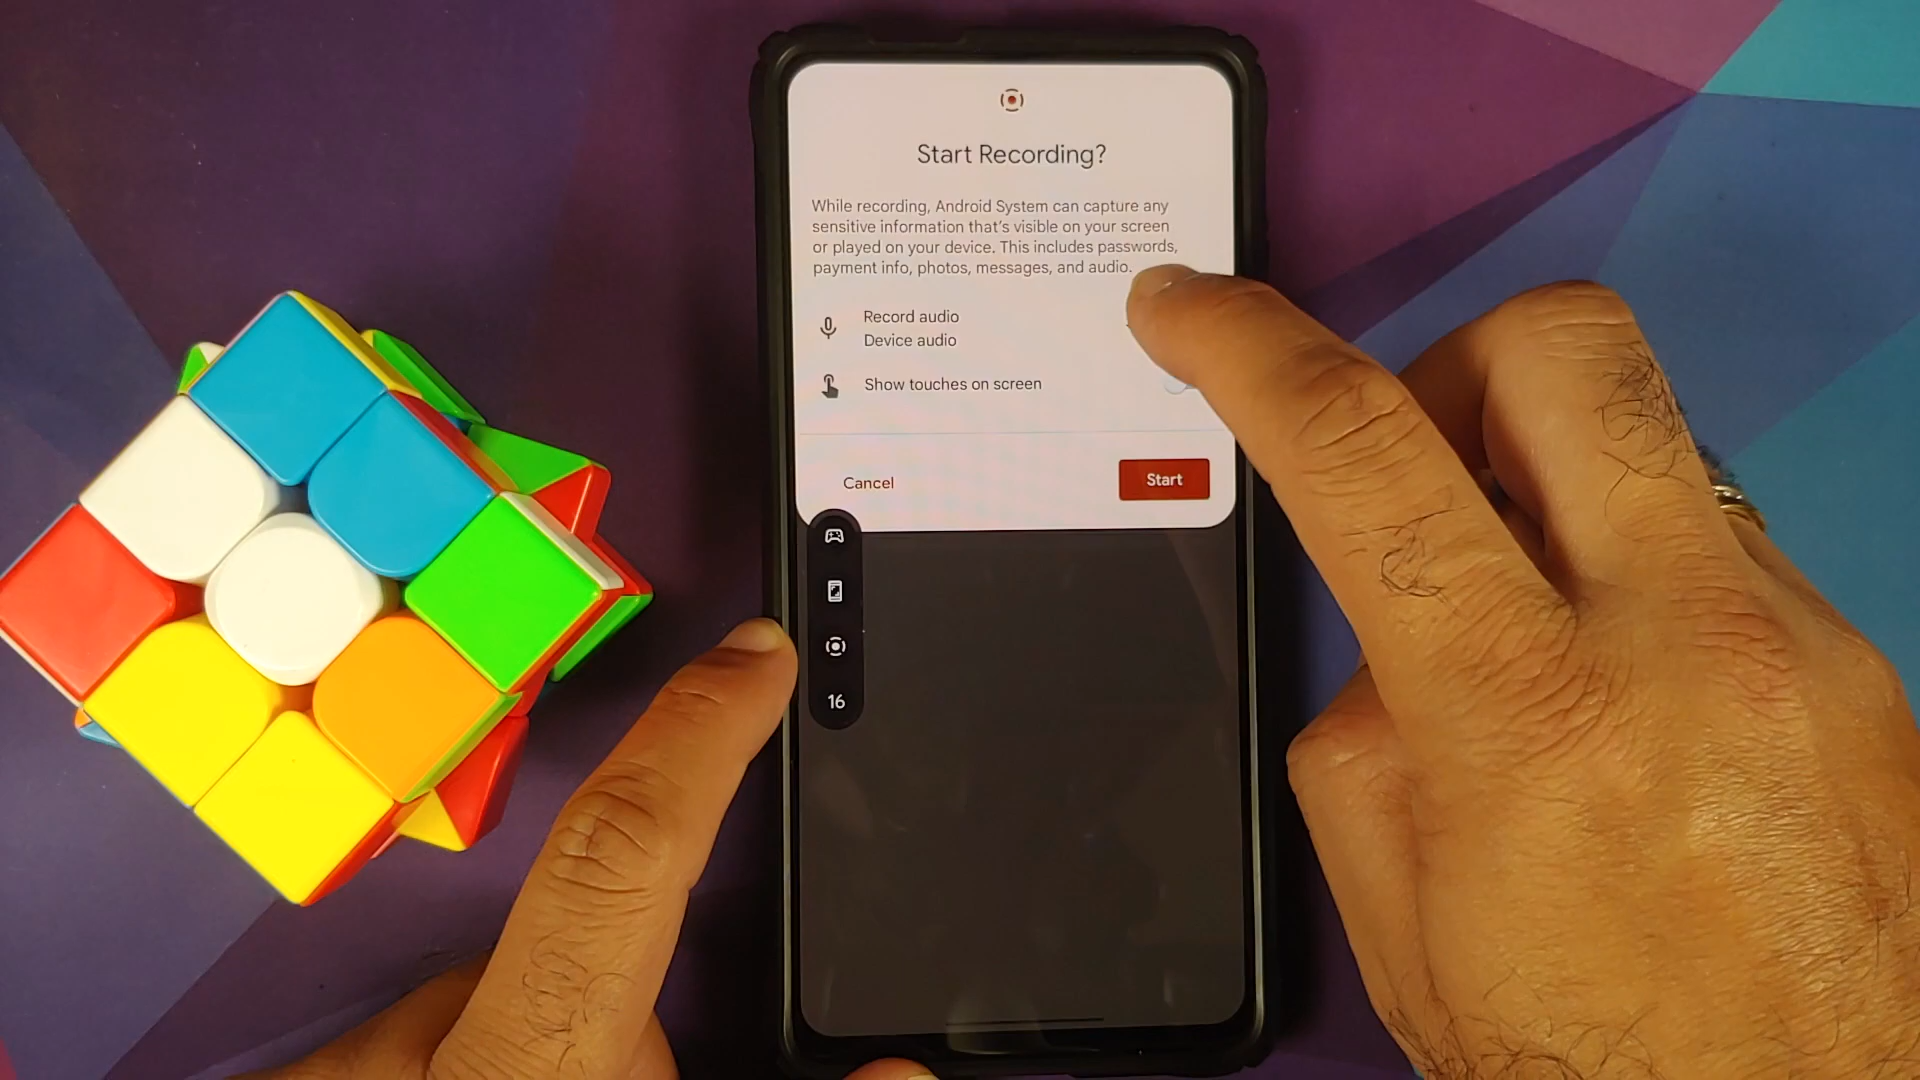 Start Recording?
While recording, Android System can capture any
sensitive information that's visible on your screen
or played on your device. This includes passwords,
payment info, photos, messages, and audio.
Record audio
Device audio
Show touches on screen
Cancel
Start
16